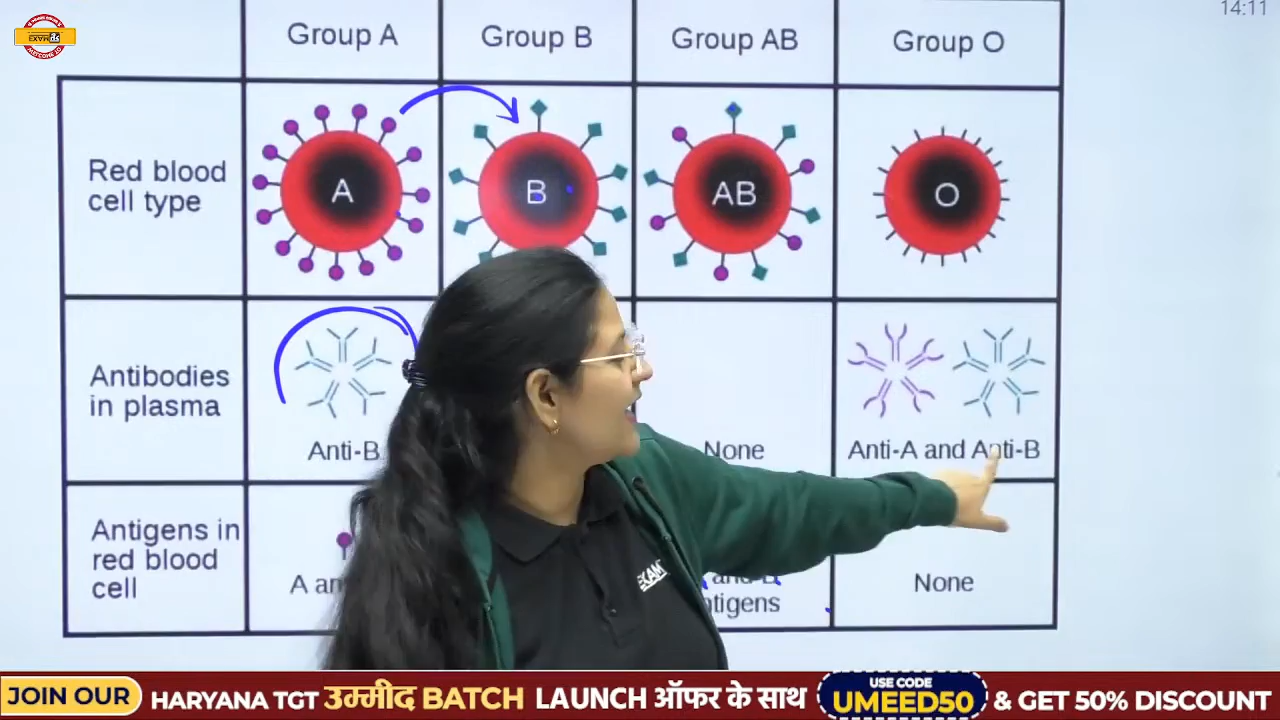 14:11
Group A
Group B
Group AB
Group O
Red blood
cell type
A
B
AB
O
Antibodies
in plasma
Anti-B
None
Anti-A and Anti-B
Antigens in
red blood
cell
A
None
JOIN OUR
HARYANA TGT उम्मीद BATCH LAUNCH ऑफर के साथ
USE CODE
UMEED50
& GET 50% DISCOUNT